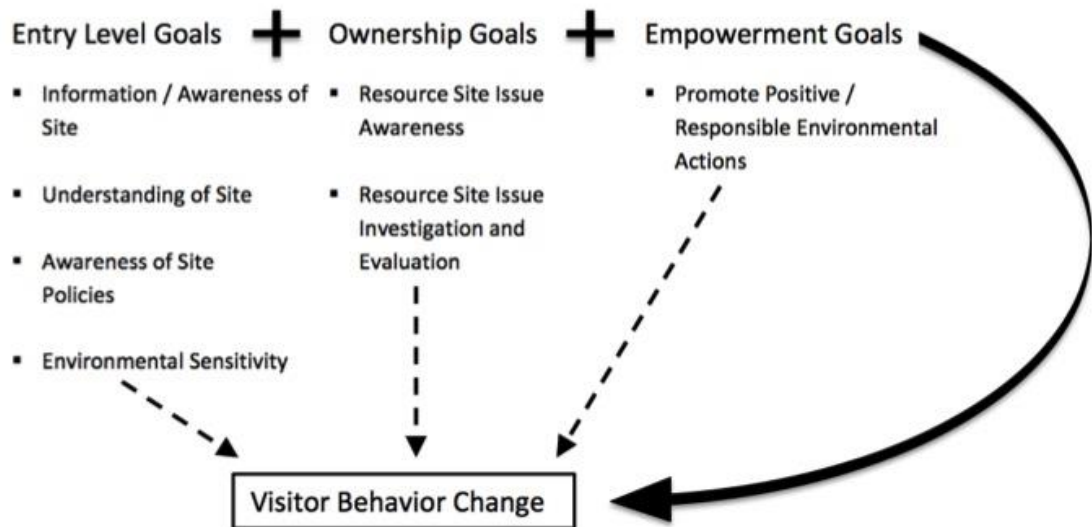 Entry Level Goals + Ownership Goals + Empowerment Goals
▪ Information / Awareness of
Site
▪ Understanding of Site
▪ Awareness of Site
Policies
▪ Environmental Sensitivity
▪ Resource Site Issue
Awareness
▪ Resource Site Issue
Investigation and
Evaluation
▪ Promote Positive /
Responsible Environmental
Actions
Visitor Behavior Change